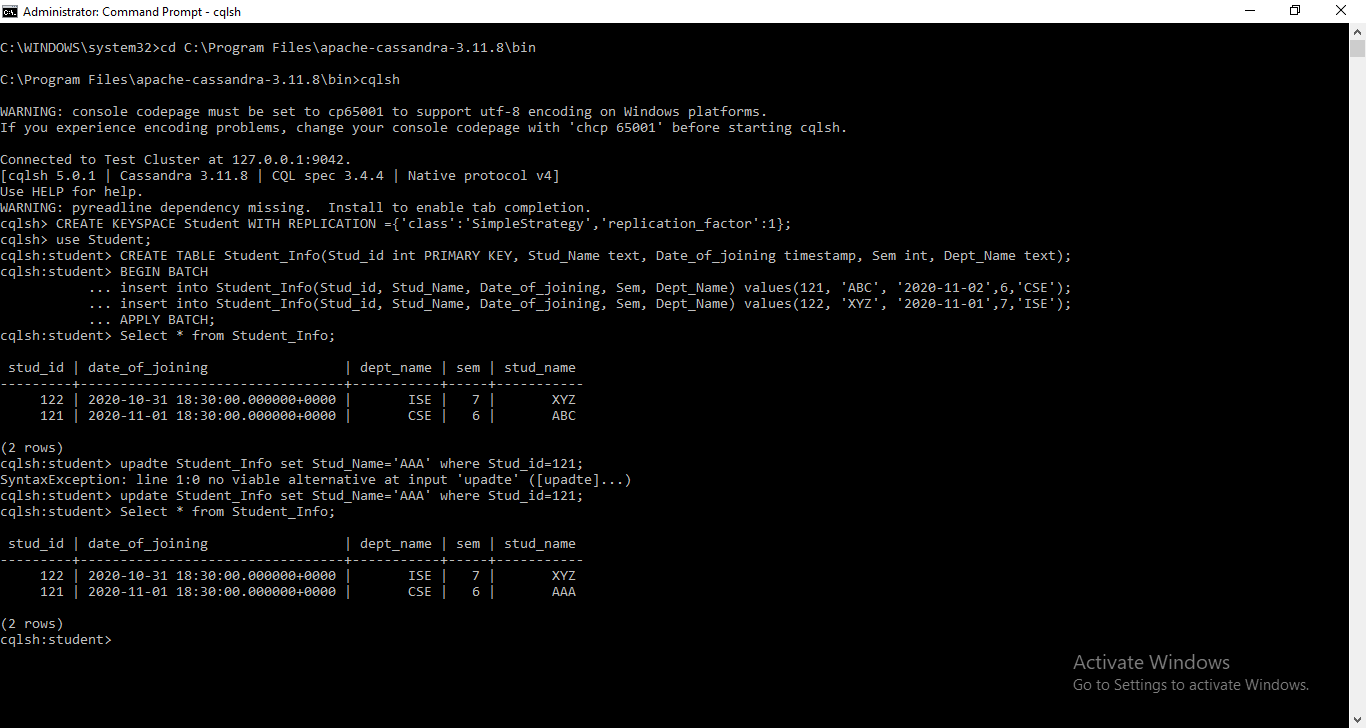 Administrator: Command Prompt - cqlsh
C:\WINDOWS\system32>cd C:\Program Files\apache-cassandra-3.11.8\bin
C:\Program Files\apache-cassandra-3.11.8\bin>cqlsh
WARNING: console codepage must be set to cp65001 to support utf-8 encoding on Windows platforms.
If you experience encoding problems, change your console codepage with 'chcp 65001' before starting cqlsh.
Connected to Test Cluster at 127.0.0.1:9042.
[cqlsh 5.0.1 | Cassandra 3.11.8 | CQL spec 3.4.4 | Native protocol v4]
Use HELP for help.
WARNING: pyreadline dependency missing.  Install to enable tab completion.
cqlsh> CREATE KEYSPACE Student WITH REPLICATION ={'class':'SimpleStrategy','replication_factor':1};
cqlsh> use Student;
cqlsh:student> CREATE TABLE Student_Info(Stud_id int PRIMARY KEY, Stud_Name text, Date_of_joining timestamp, Sem int, Dept_Name text);
cqlsh:student> BEGIN BATCH
           ... insert into Student_Info(Stud_id, Stud_Name, Date_of_joining, Sem, Dept_Name) values(121, 'ABC', '2020-11-02',6,'CSE');
           ... insert into Student_Info(Stud_id, Stud_Name, Date_of_joining, Sem, Dept_Name) values(122, 'XYZ', '2020-11-01',7,'ISE');
           ... APPLY BATCH;
cqlsh:student> Select * from Student_Info;
 stud_id | date_of_joining                 | dept_name | sem | stud_name
---------+---------------------------------+-----------+-----+-----------
     122 | 2020-10-31 18:30:00.000000+0000 |       ISE |   7 |       XYZ
     121 | 2020-11-01 18:30:00.000000+0000 |       CSE |   6 |       ABC
(2 rows)
cqlsh:student> upadte Student_Info set Stud_Name='AAA' where Stud_id=121;
SyntaxException: line 1:0 no viable alternative at input 'upadte' ([upadte]...)
cqlsh:student> update Student_Info set Stud_Name='AAA' where Stud_id=121;
cqlsh:student> Select * from Student_Info;
 stud_id | date_of_joining                 | dept_name | sem | stud_name
---------+---------------------------------+-----------+-----+-----------
     122 | 2020-10-31 18:30:00.000000+0000 |       ISE |   7 |       XYZ
     121 | 2020-11-01 18:30:00.000000+0000 |       CSE |   6 |       AAA
(2 rows)
cqlsh:student>
Activate Windows
Go to Settings to activate Windows.